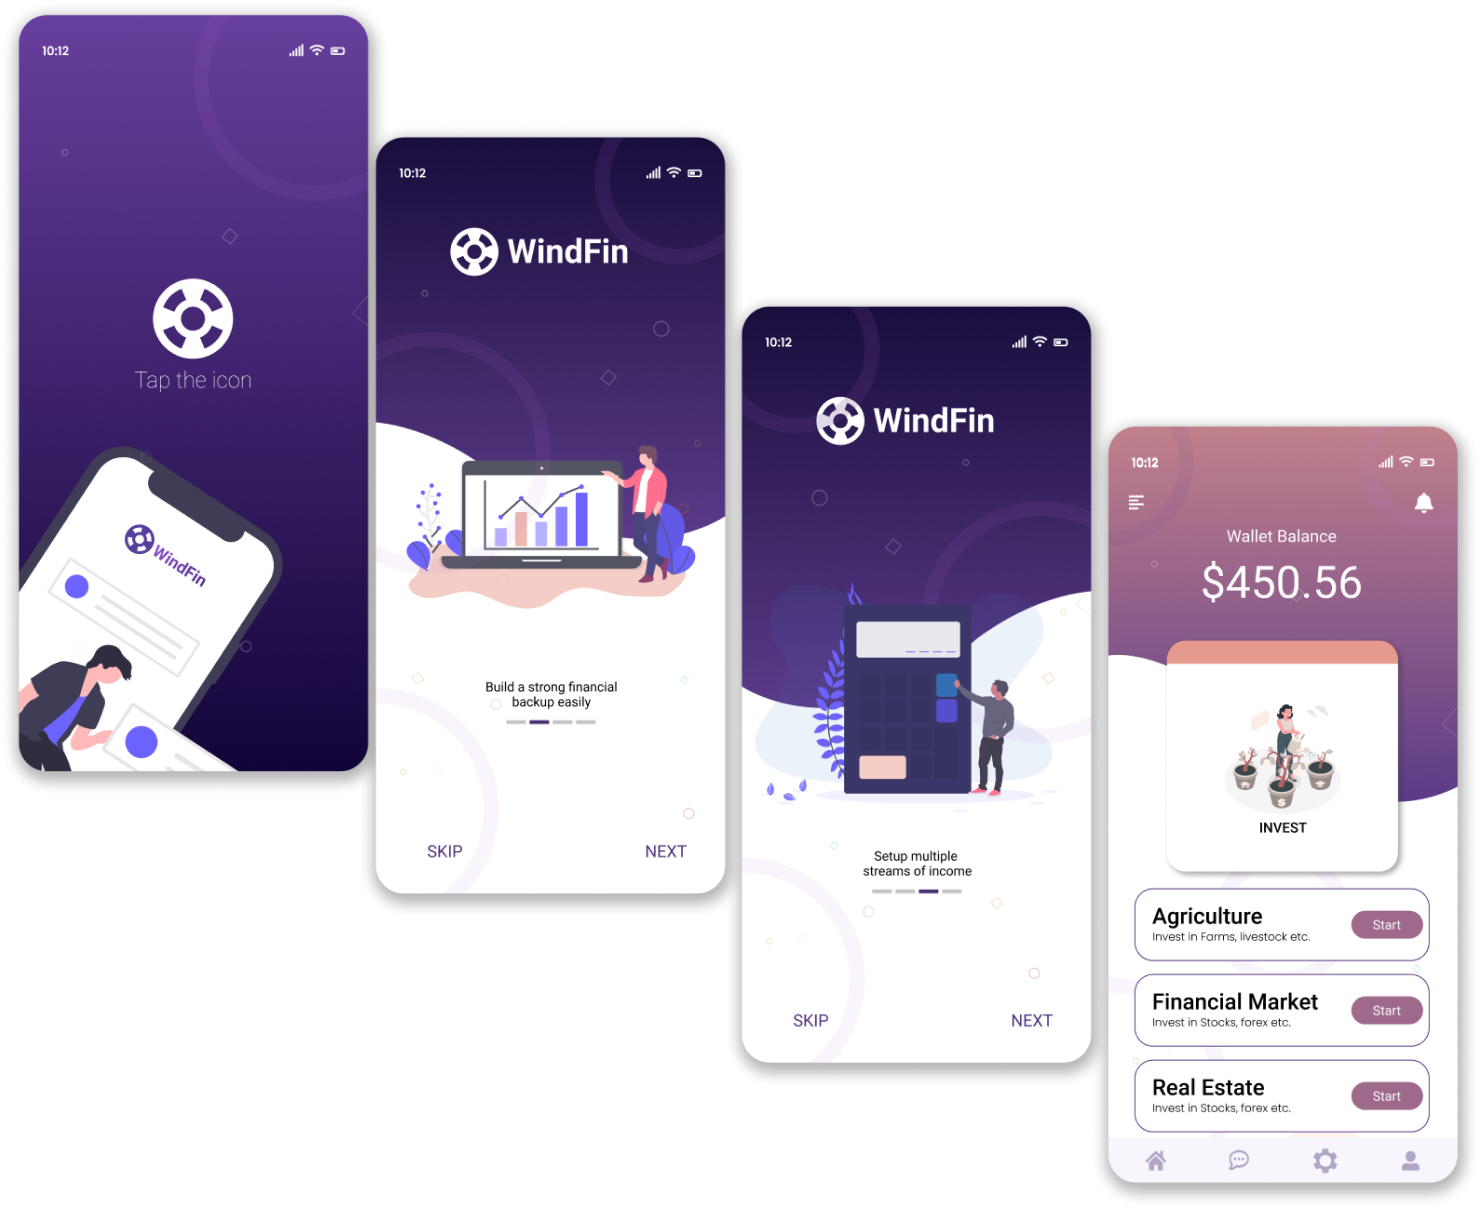 10:12
Tap the icon
WindFin
10:12
WindFin
Build a strong financial
backup easily
SKIP
NEXT
10:12
WindFin
Setup multiple
streams of income
SKIP
NEXT
10:12
Wallet Balance
$450.56
$
INVEST
Agriculture
Invest in Farms, livestock etc.
Start
Financial Market
Invest in Stocks, forex etc.
Start
Real Estate
Invest in Stocks, forex etc.
Start